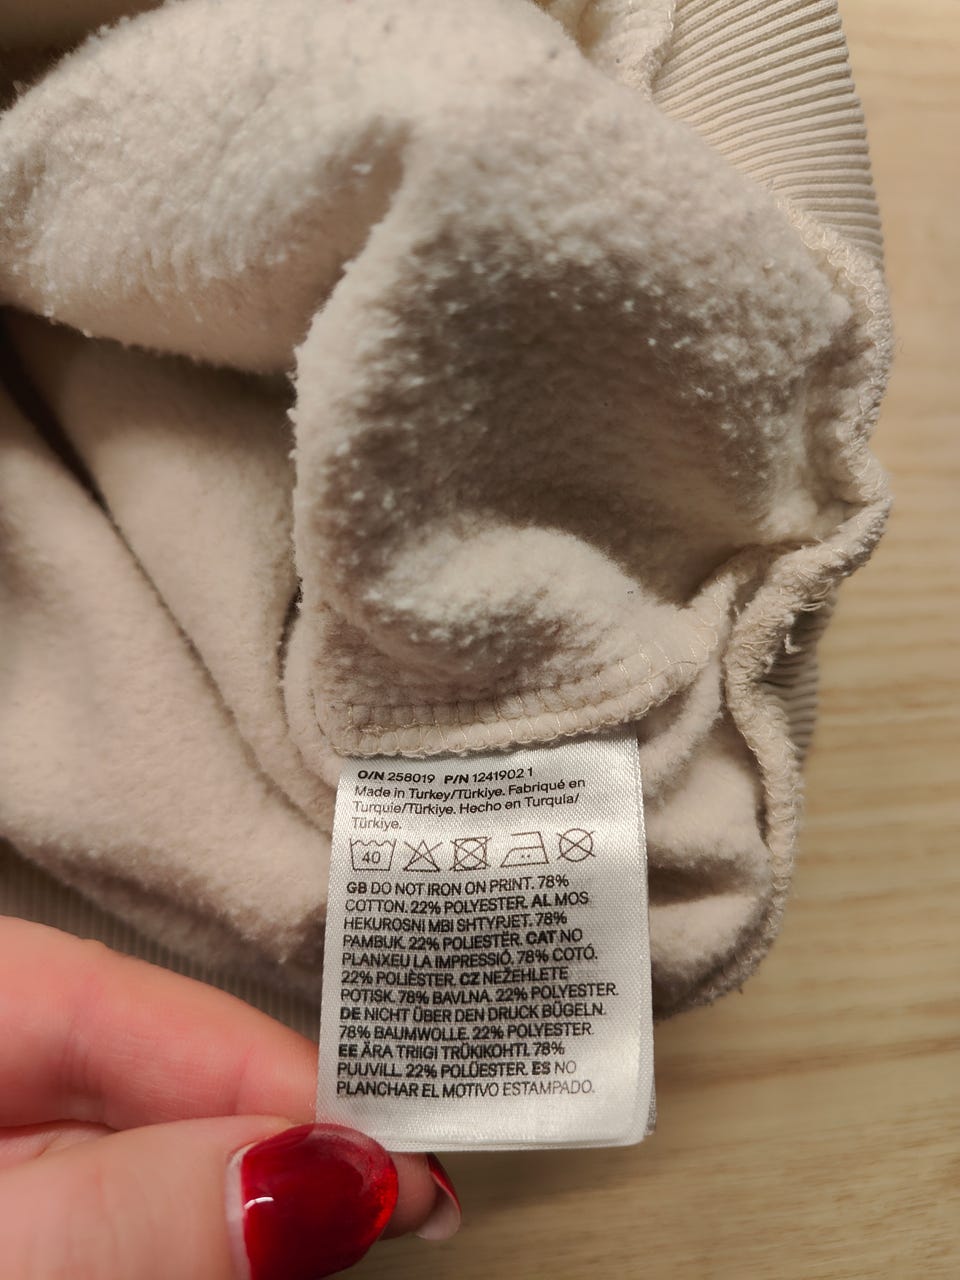 O/N 258019 P/N 1241902 1
Made in Turkey/Türkiye. Fabriqué en
Turquie/Türkiye. Hecho en Turquía/
Türkiye.
40
GB DO NOT IRON ON PRINT. 78%
COTTON. 22% POLYESTER. AL MOS
HEKUROSNI MBI SHTYPJET. 78%
PAMBUK. 22% POLIESTËR. CAT NO
PLANXEU LA IMPRESSIÓ. 78% COTÓ.
22% POLIÈSTER. CZ NEŽEHLETE
POTISK. 78% BAVLNA. 22% POLYESTER.
DE NICHT ÜBER DEN DRUCK BÜGELN.
78% BAUMWOLLE. 22% POLYESTER.
EE ÄRA TRIIGI TRÜKIKOHTI. 78%
PUUVILL. 22% POLÜESTER. ES NO
PLANCHAR EL MOTIVO ESTAMPADO.